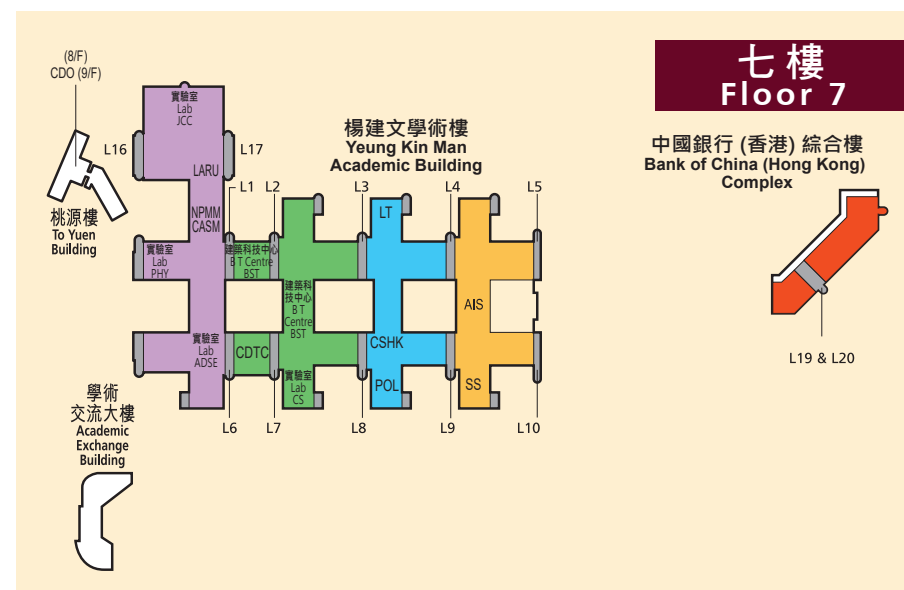 (8/F)
CDO (9/F)
七樓
Floor 7
實驗室
Lab
JCC
楊建文學術樓
Yeung Kin Man
Academic Building
中國銀行 (香港) 綜合樓
Bank of China (Hong Kong)
Complex
L16
L17
LARU
L1
L2
L3
L4
L5
桃源樓
To Yuen
Building
NPMM
CASM
LT
實驗室
Lab
PHY
建築科技中心
B T Centre
BST
建築科
技中心
B T
Centre
BST
AIS
實驗室
Lab
ADSE
CDTC
CSHK
L19 & L20
實驗室
Lab
CS
POL
SS
學術
交流大樓
Academic
Exchange
Building
L6
L7
L8
L9
L10